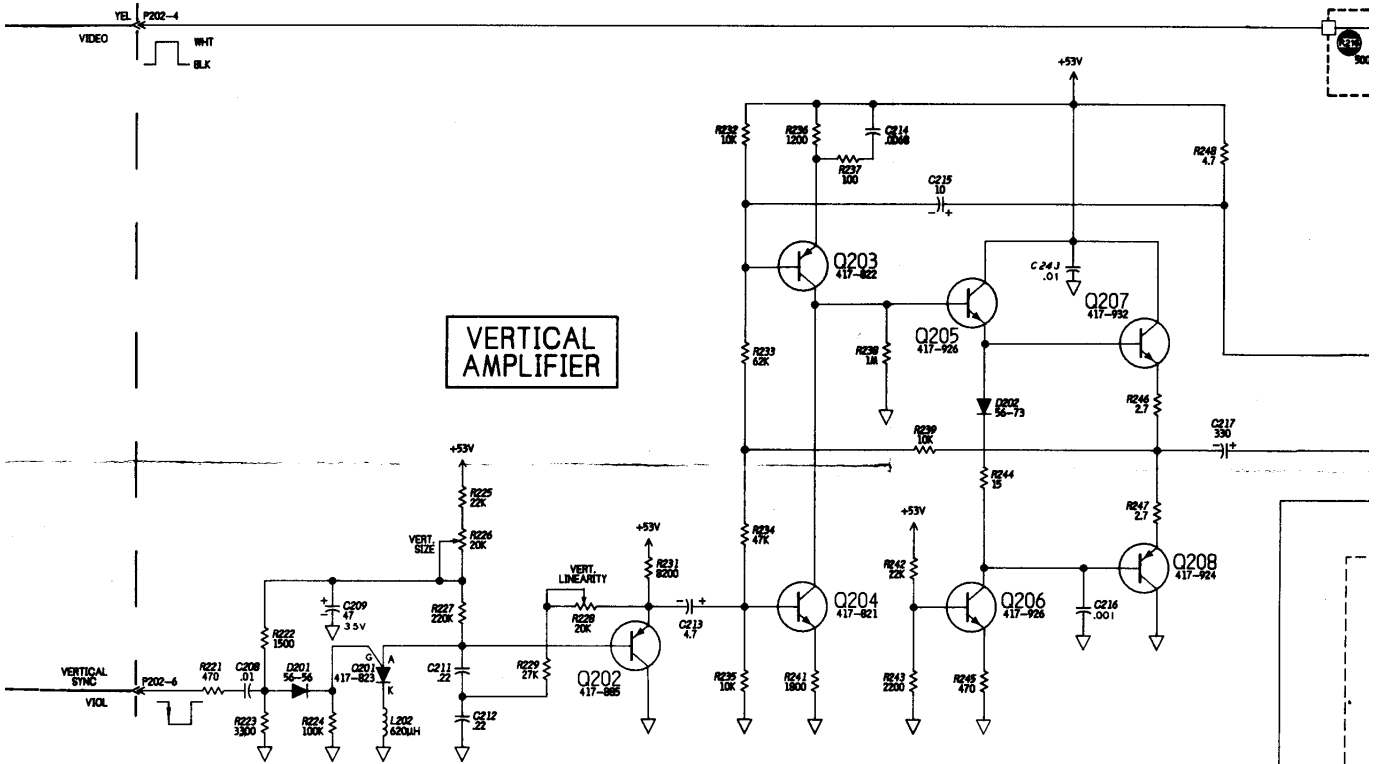 YEL P202-4
VIDEO
WHT
BLK
+53V
R232
10K
R236
1200
C214
.0068
R237
100
R248
4.7
C215
10
- +
Q203
417-822
C243
.01
Q205
417-926
Q207
417-932
VERTICAL
AMPLIFIER
R233
62K
R238
1M
D202
56-73
R246
2.7
R239
10K
C217
330
- +
+53V
R225
22K
R244
15
VERT.
SIZE
R226
20K
+53V
R234
47K
+53V
R247
2.7
R231
8200
VERT.
LINEARITY
R228
20K
R242
22K
Q208
417-924
+
-
C209
47
35V
R227
220K
- +
C213
4.7
Q204
417-821
Q206
417-926
C216
.001
R222
1500
G
A
K
VERTICAL
SYNC
P202-6
VIOL
R221
470
C208
.01
D201
56-56
Q201
417-823
C211
.22
R229
27K
Q202
417-885
R235
10K
R241
1800
R243
2200
R245
470
R223
3300
R224
100K
L202
620µH
C212
.22